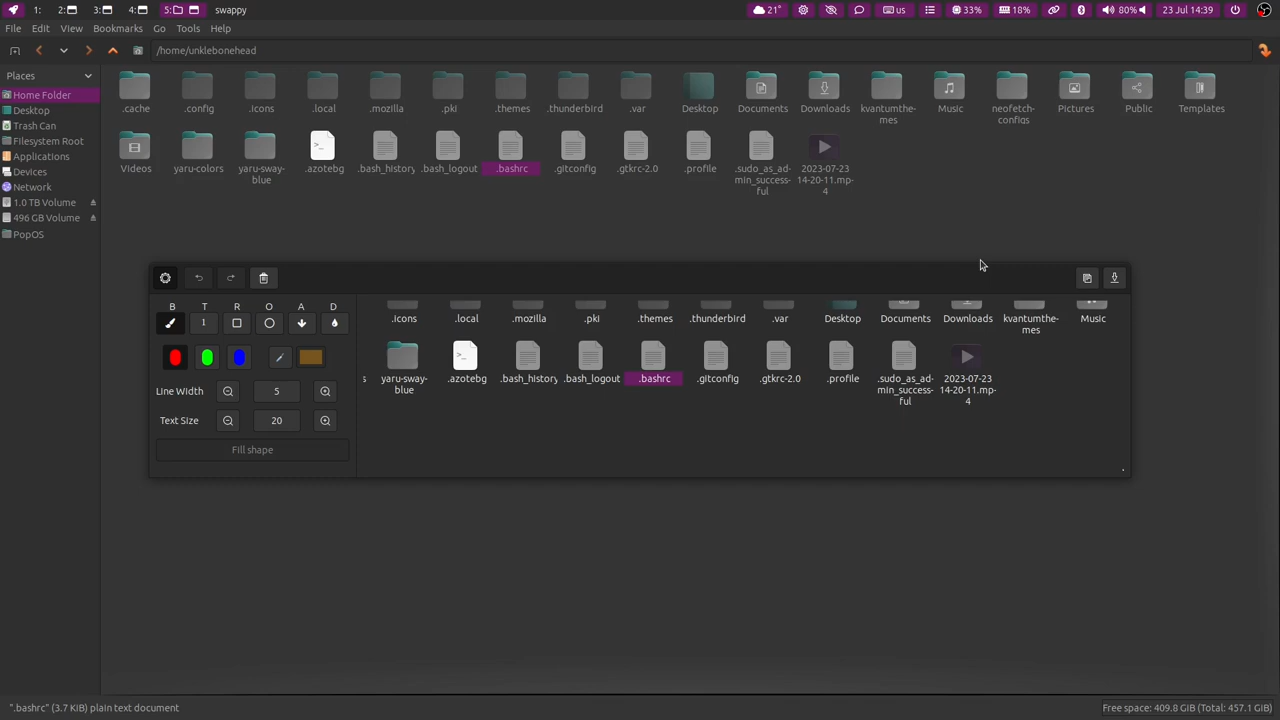 1: 2: 3: 4: 5: swappy 21° us 33% 18% 80% 23 Jul 14:39
File Edit View Bookmarks Go Tools Help
/home/unklebonehead
Places
Home Folder
Desktop
Trash Can
Filesystem Root
Applications
Devices
Network
1.0 TB Volume
496 GB Volume
PopOS
.cache .config .icons .local .mozilla .pki .themes .thunderbird .var Desktop Documents Downloads kvantumthe-
mes Music neofetch-
configs Pictures Public Templates
Videos yaru-colors yaru-sway-
blue .azotebg .bash_history .bash_logout .bashrc .gitconfig .gtkrc-2.0 .profile .sudo_as_ad-
min_success-
ful 2023-07-23
14-20-11.mp-
4
B T R O A D
1
Line Width 5
Text Size 20
Fill shape
.icons .local .mozilla .pki .themes .thunderbird .var Desktop Documents Downloads kvantumthe-
mes Music
s yaru-sway-
blue .azotebg .bash_history .bash_logout .bashrc .gitconfig .gtkrc-2.0 .profile .sudo_as_ad-
min_success-
ful 2023-07-23
14-20-11.mp-
4
".bashrc" (3.7 KiB) plain text document
Free space: 409.8 GiB (Total: 457.1 GiB)